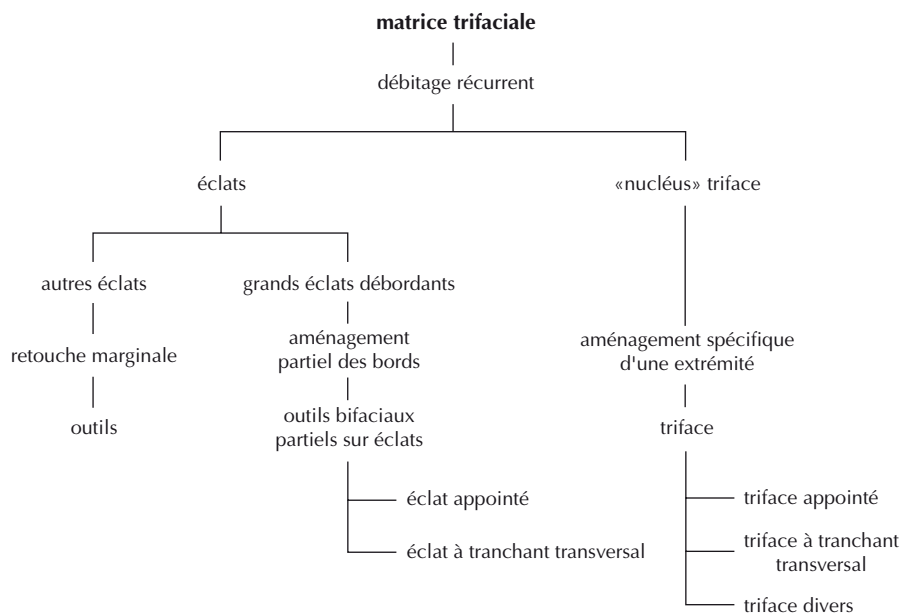 matrice trifaciale
débitage récurrent
éclats
«nucléus» triface
autres éclats
grands éclats débordants
retouche marginale
aménagement
partiel des bords
aménagement spécifique
d'une extrémité
outils
outils bifaciaux
partiels sur éclats
triface
éclat appointé
éclat à tranchant transversal
triface appointé
triface à tranchant
transversal
triface divers